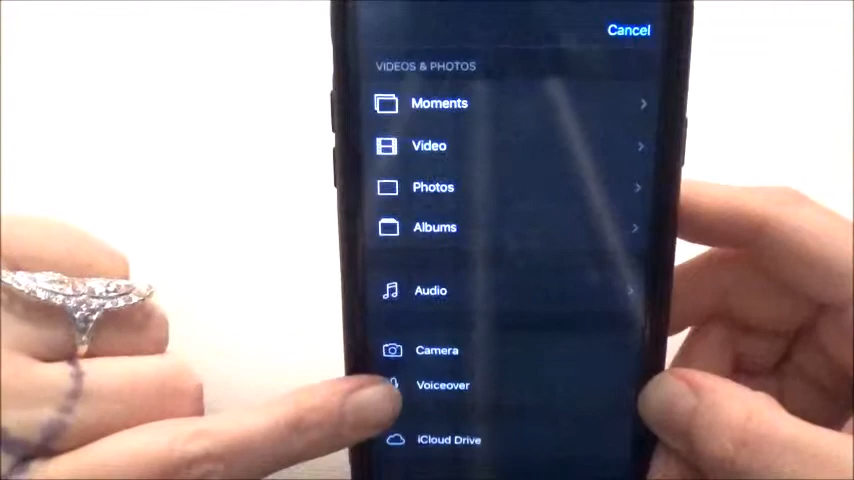 Cancel
VIDEOS & PHOTOS
Moments
Video
Photos
Albums
Audio
Camera
Voiceover
iCloud Drive